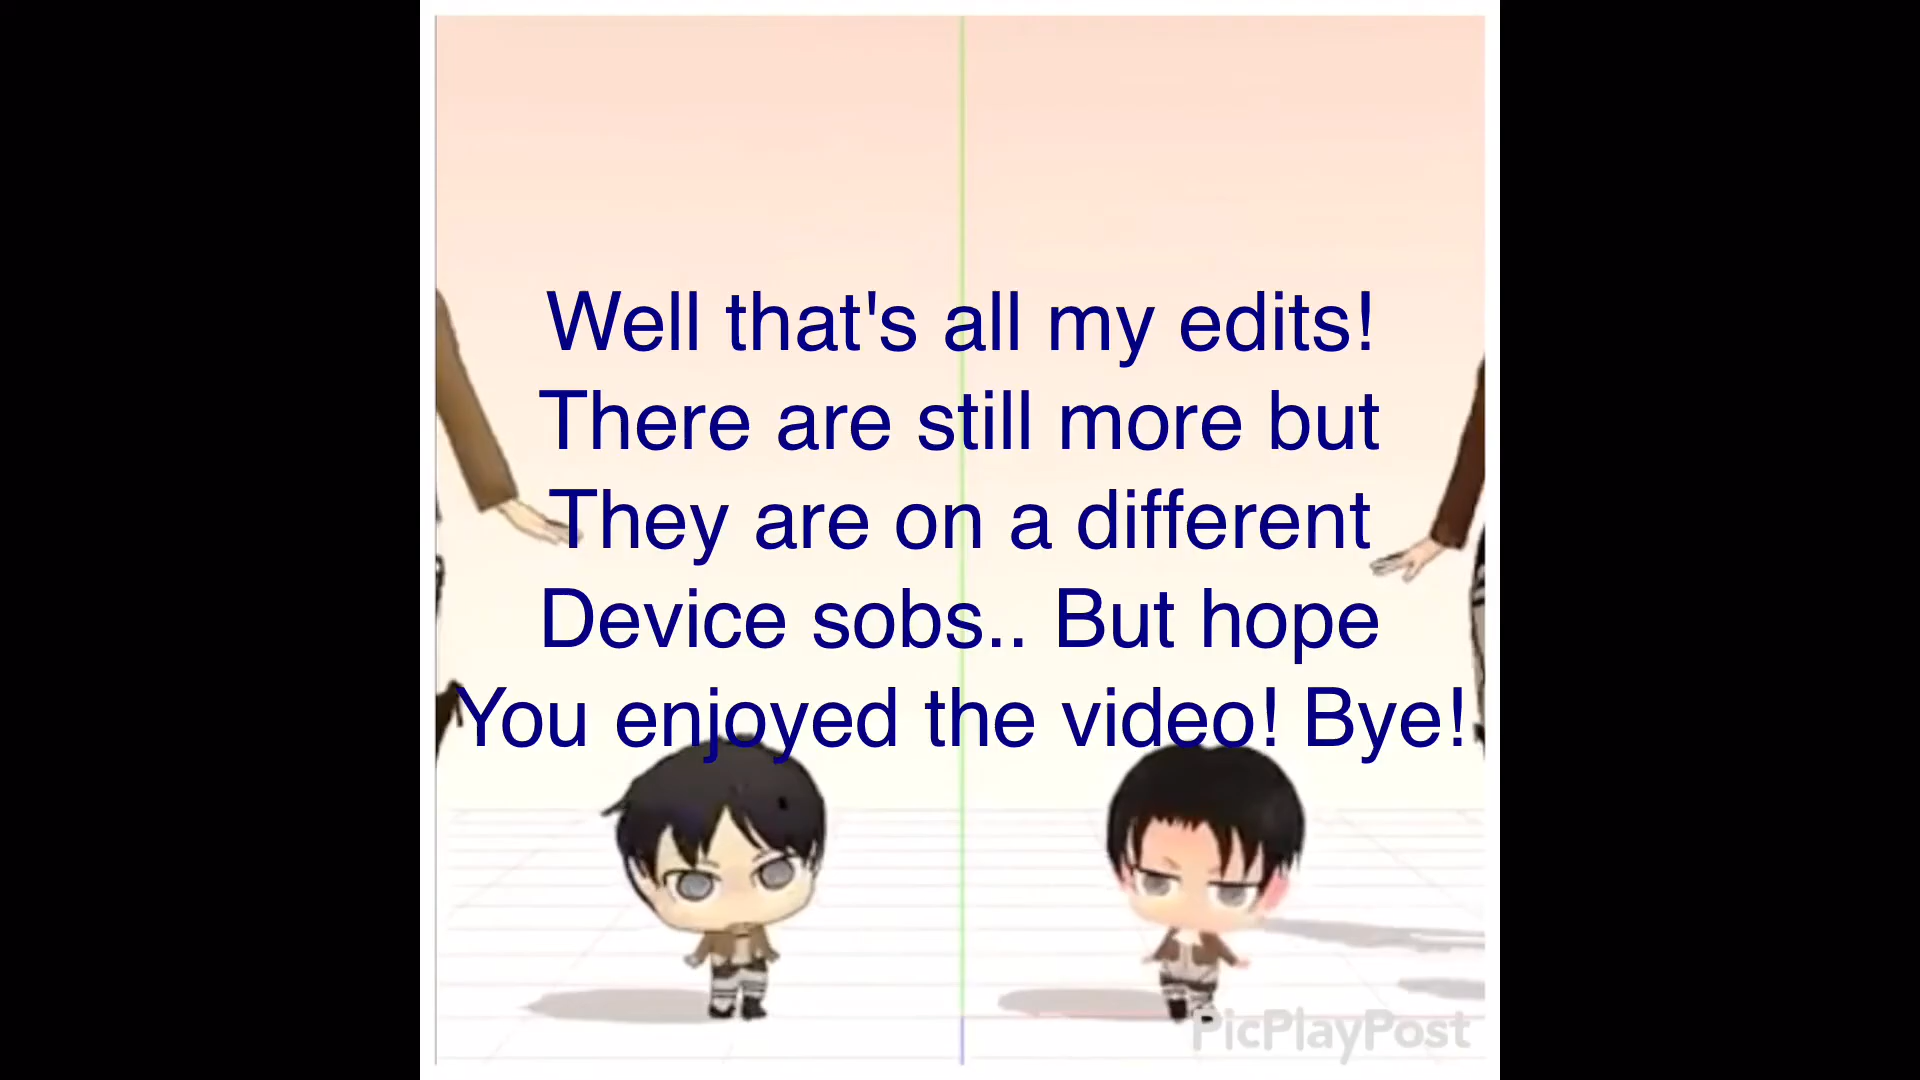 Well that's all my edits!
There are still more but
They are on a different
Device sobs.. But hope
You enjoyed the video! Bye!
PicPlayPost